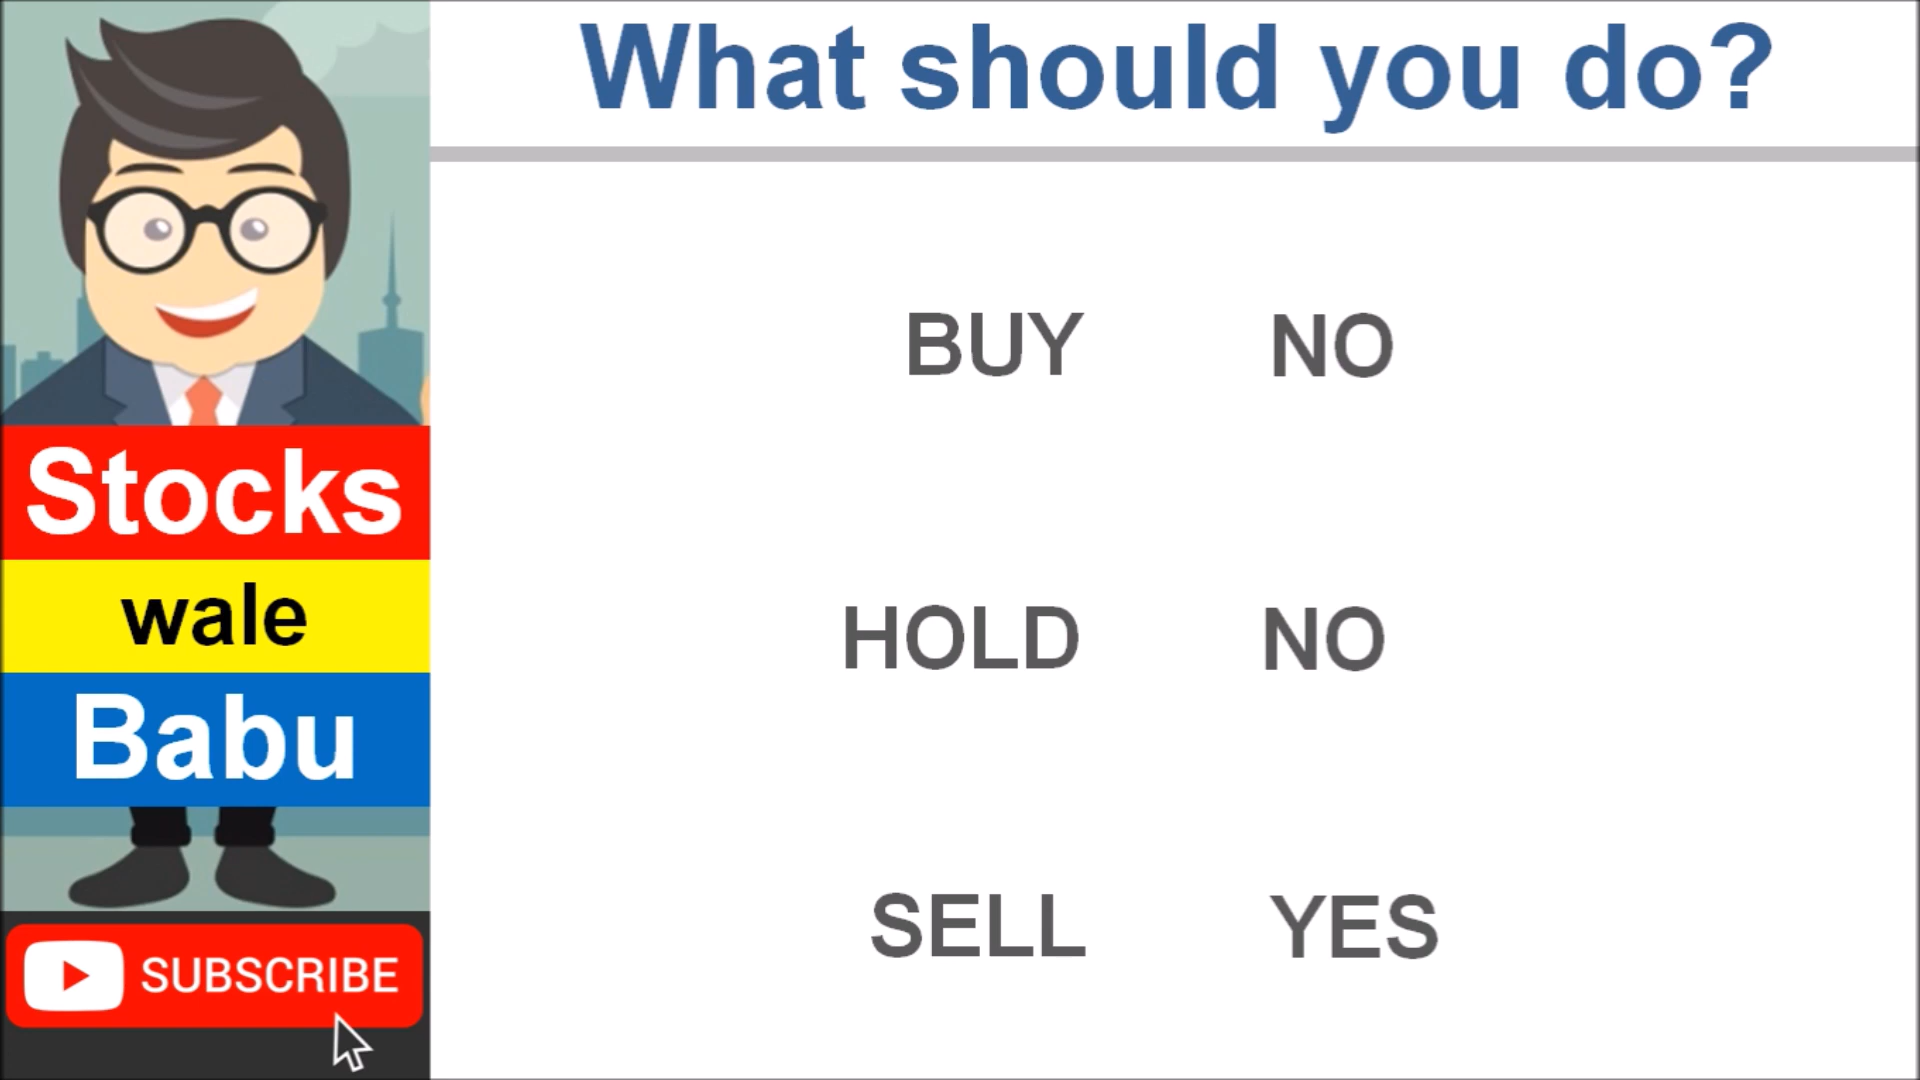 What should you do?
BUY NO
HOLD NO
SELL YES
Stocks
wale
Babu
SUBSCRIBE